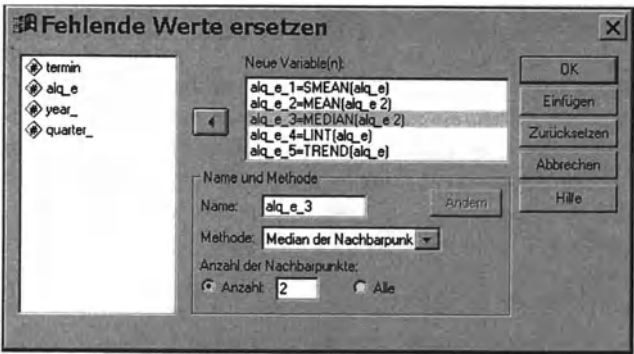 Fehlende Werte ersetzen
termin
alq_e
year_
quarter_
Neue Variable(n):
alq_e_1=SMEAN(alq_e)
alq_e_2=MEAN(alq_e 2)
alq_e_3=MEDIAN(alq_e 2)
alq_e_4=LINT(alq_e)
alq_e_5=TREND(alq_e)
Name und Methode
Name: alq_e_3
Ändern
Methode: Median der Nachbarpunk
Anzahl der Nachbarpunkte:
Anzahl: 2
Alle
OK
Einfügen
Zurücksetzen
Abbrechen
Hilfe